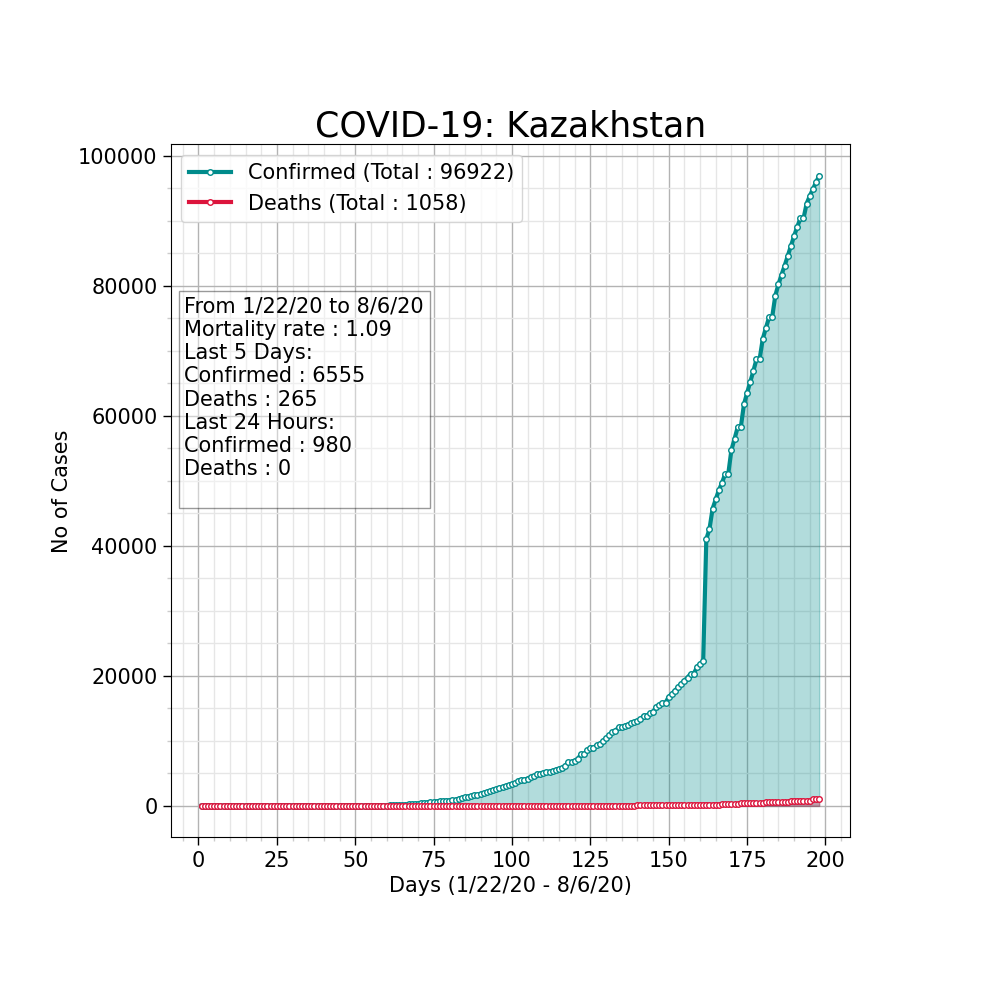 COVID-19: Kazakhstan
100000
80000
60000
40000
20000
0
No of Cases
Confirmed (Total : 96922)
Deaths (Total : 1058)
From 1/22/20 to 8/6/20
Mortality rate : 1.09
Last 5 Days:
Confirmed : 6555
Deaths : 265
Last 24 Hours:
Confirmed : 980
Deaths : 0
0 25 50 75 100 125 150 175 200
Days (1/22/20 - 8/6/20)